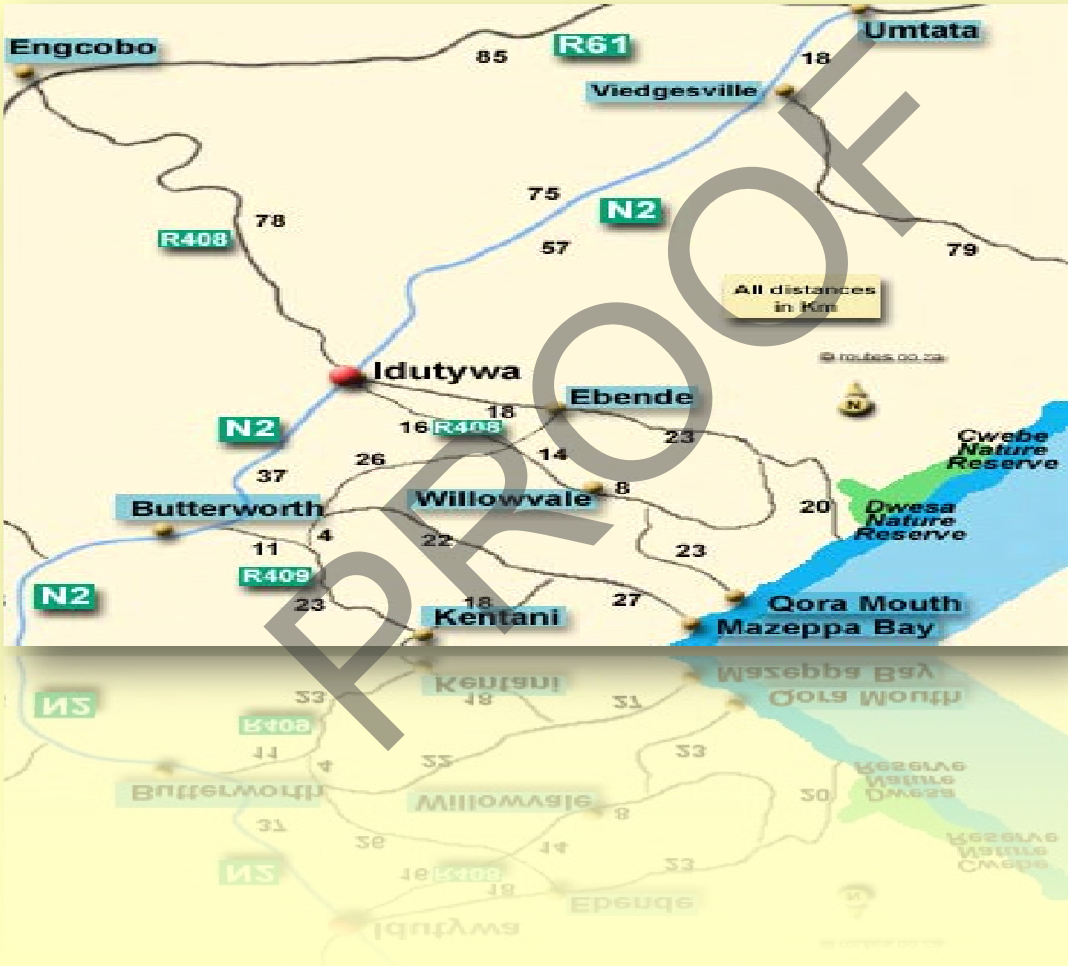 Engcobo
Umtata
R61
85
18
Viedgesville
75
N2
57
78
R408
79
All distances
in Km
© routes.co.za
N
Idutywa
Ebende
18
16 R408
23
N2
26
14
37
Cwebe
Nature
Reserve
Willowvale
8
Butterworth
20
Dwesa
Nature
Reserve
4
22
11
23
R409
N2
23
18
27
Qora Mouth
Kentani
Mazeppa Bay
PROOF